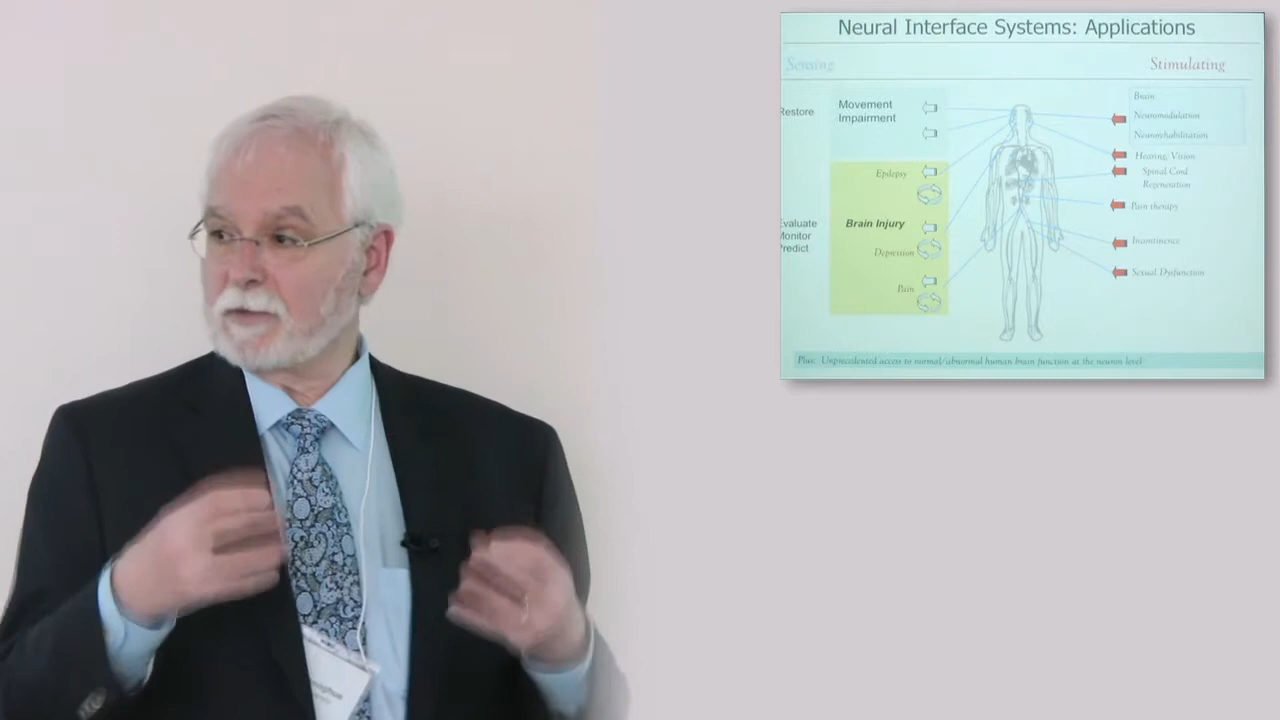 Neural Interface Systems: Applications
Sensing
Stimulating
Restore
Movement
Impairment
Epilepsy
Evaluate
Monitor
Predict
Brain Injury
Depression
Pain
Brain
Neuromodulation
Neurorehabilitation
Hearing, Vision
Spinal Cord
Regeneration
Pain therapy
Incontinence
Sexual Dysfunction
Plus: Unprecedented access to normal/abnormal human brain function at the neuron level